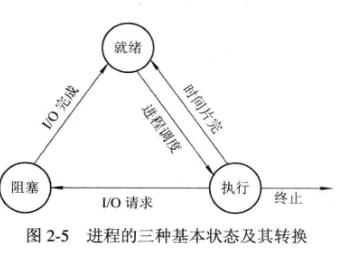 就绪
I/O 完成
进程调度
时间片完
阻塞
I/O 请求
执行
终止
图 2-5 进程的三种基本状态及其转换